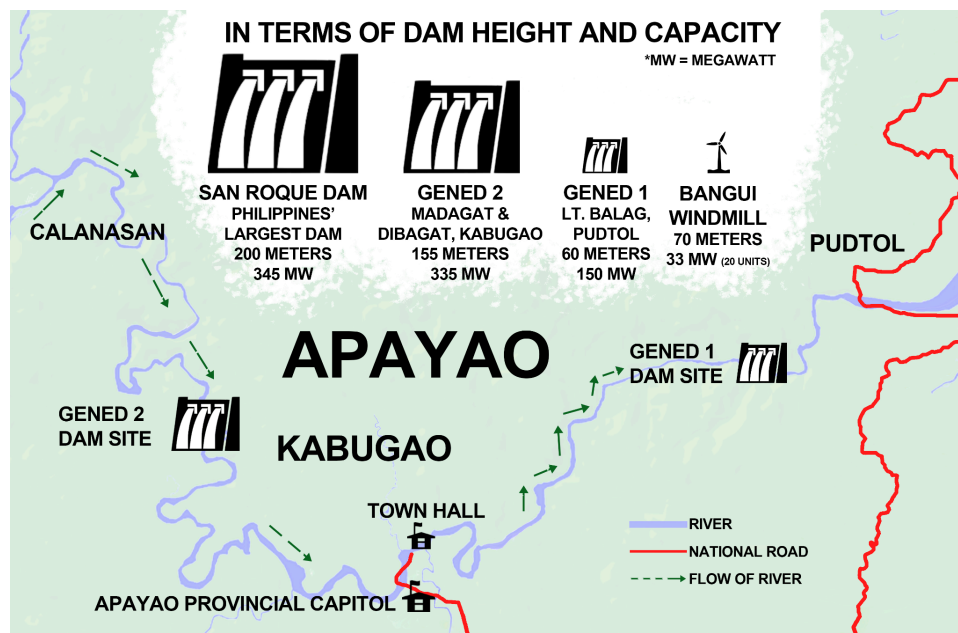 IN TERMS OF DAM HEIGHT AND CAPACITY
*MW = MEGAWATT
SAN ROQUE DAM
PHILIPPINES'
LARGEST DAM
200 METERS
345 MW
GENED 2
MADAGAT &
DIBAGAT, KABUGAO
155 METERS
335 MW
GENED 1
LT. BALAG,
PUDTOL
60 METERS
150 MW
BANGUI
WINDMILL
70 METERS
33 MW (20 UNITS)
CALANASAN
PUDTOL
APAYAO
GENED 1
DAM SITE
GENED 2
DAM SITE
KABUGAO
TOWN HALL
APAYAO PROVINCIAL CAPITOL
RIVER
NATIONAL ROAD
FLOW OF RIVER